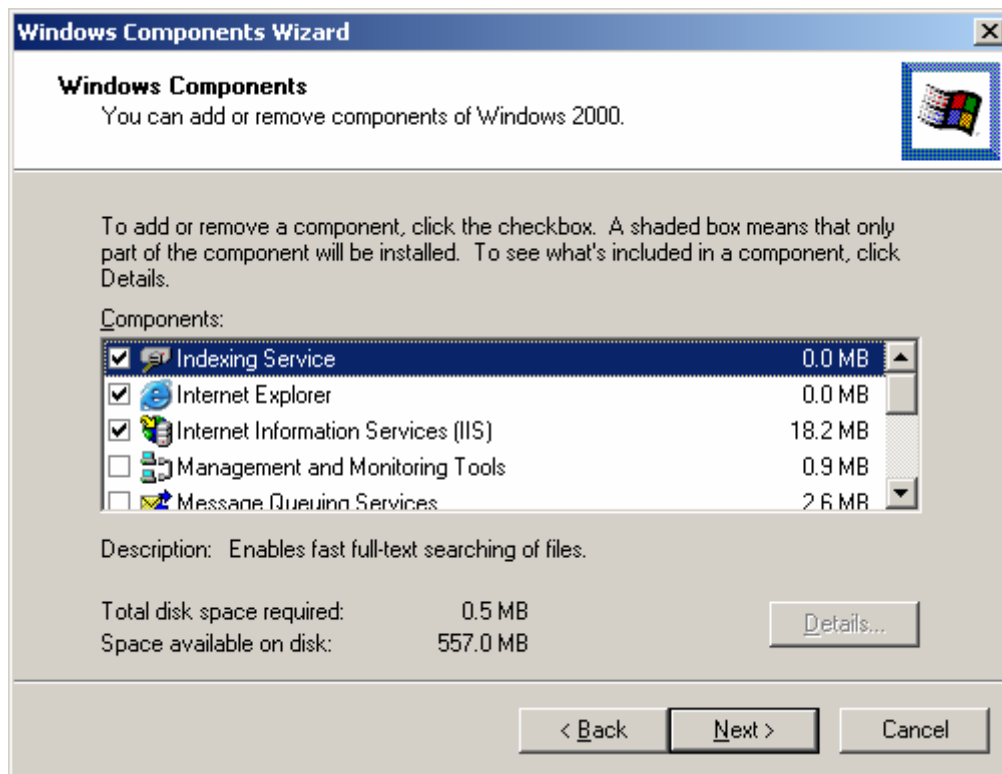 Windows Components Wizard
Windows Components
You can add or remove components of Windows 2000.
To add or remove a component, click the checkbox. A shaded box means that only
part of the component will be installed. To see what's included in a component, click
Details.
Components:
Indexing Service 0.0 MB
Internet Explorer 0.0 MB
Internet Information Services (IIS) 18.2 MB
Management and Monitoring Tools 0.9 MB
Message Queuing Services 2.6 MB
Description: Enables fast full-text searching of files.
Total disk space required: 0.5 MB
Details...
Space available on disk: 557.0 MB
< Back Next > Cancel